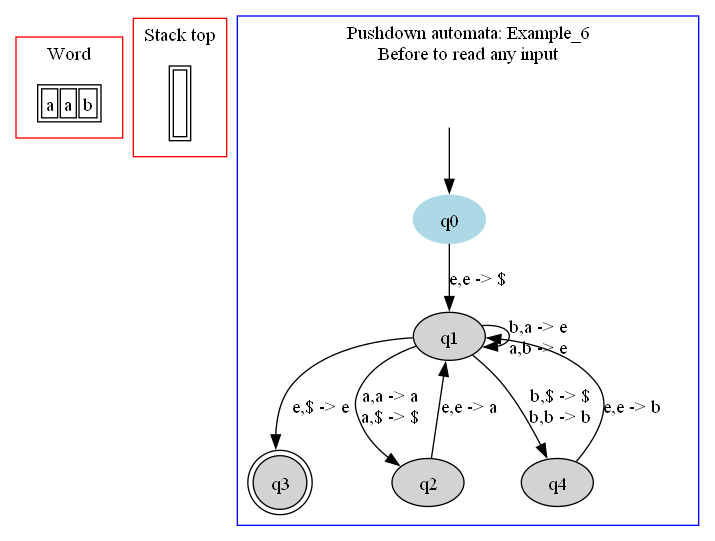 Word
a a b
Stack top
Pushdown automata: Example_6
Before to read any input
q0
e,e -> $
q1
b,a -> e
a,b -> e
e,$ -> e
a,a -> a
a,$ -> $
e,e -> a
b,$ -> $
b,b -> b
e,e -> b
q3
q2
q4